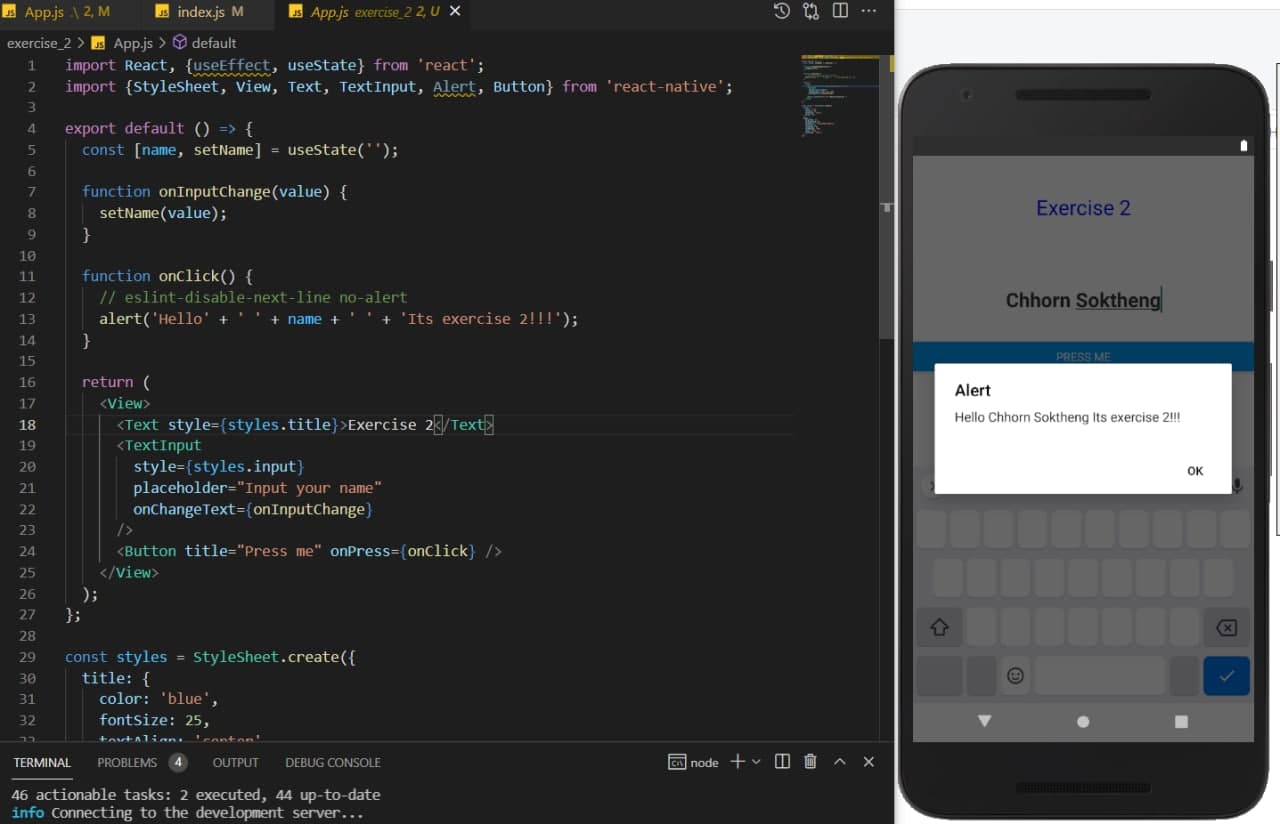 App.js .\ 2, M
index.js M
App.js exercise_2 2, U
exercise_2 > JS App.js > default
1 import React, {useEffect, useState} from 'react';
2 import {StyleSheet, View, Text, TextInput, Alert, Button} from 'react-native';
3
4 export default () => {
5 const [name, setName] = useState('');
6
7 function onInputChange(value) {
8 setName(value);
9 }
10
11 function onClick() {
12 // eslint-disable-next-line no-alert
13 alert('Hello' + ' ' + name + ' ' + 'Its exercise 2!!!');
14 }
15
16 return (
17 <View>
18 <Text style={styles.title}>Exercise 2</Text>
19 <TextInput
20 style={styles.input}
21 placeholder="Input your name"
22 onChangeText={onInputChange}
23 />
24 <Button title="Press me" onPress={onClick} />
25 </View>
26 );
27 };
28
29 const styles = StyleSheet.create({
30 title: {
31 color: 'blue',
32 fontSize: 25,
TERMINAL PROBLEMS 4 OUTPUT DEBUG CONSOLE node
46 actionable tasks: 2 executed, 44 up-to-date
info Connecting to the development server...
Exercise 2
Chhorn Soktheng
PRESS ME
Alert
Hello Chhorn Soktheng Its exercise 2!!!
OK